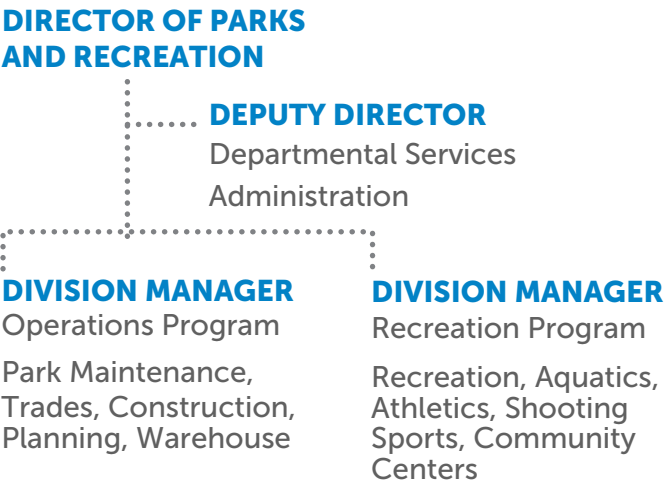 DIRECTOR OF PARKS
AND RECREATION
DEPUTY DIRECTOR
Departmental Services
Administration
DIVISION MANAGER
Operations Program
Park Maintenance,
Trades, Construction,
Planning, Warehouse
DIVISION MANAGER
Recreation Program
Recreation, Aquatics,
Athletics, Shooting
Sports, Community
Centers